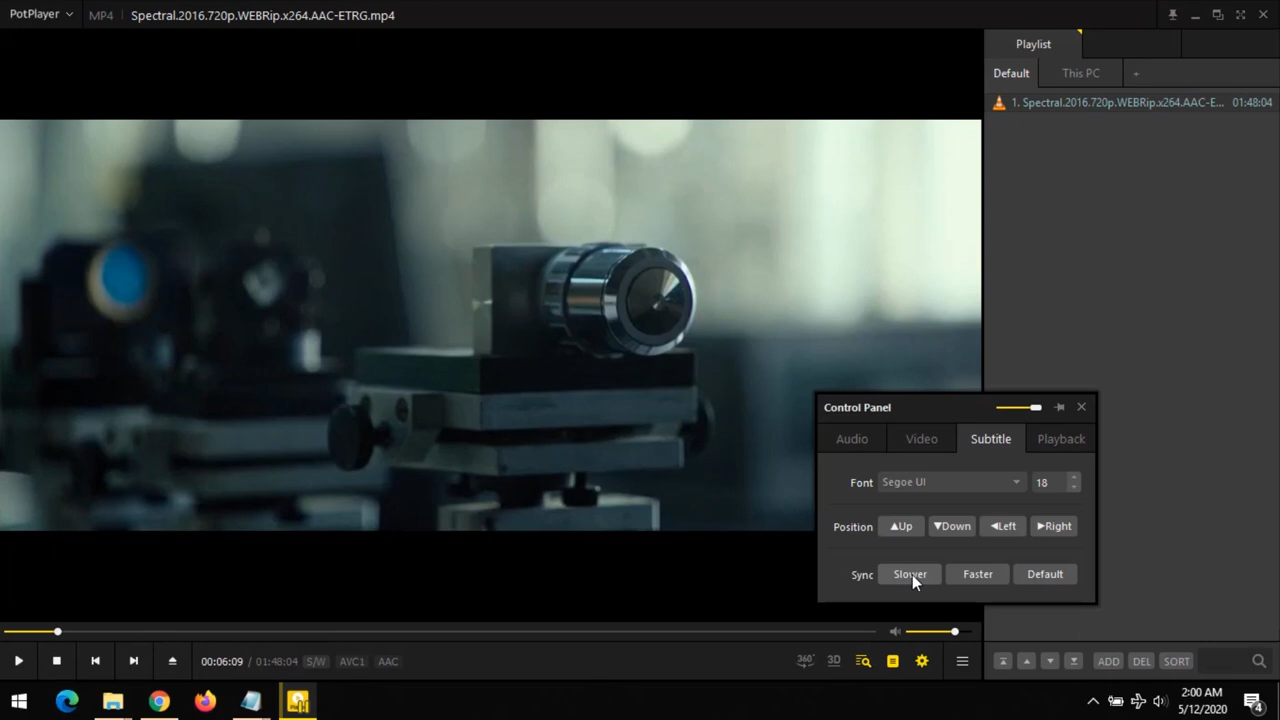 PotPlayer MP4 Spectral.2016.720p.WEBRip.x264.AAC-ETRG.mp4
Playlist
Default This PC +
1. Spectral.2016.720p.WEBRip.x264.AAC-E... 01:48:04
Control Panel
Audio Video Subtitle Playback
Font Segoe UI 18
Position ▲Up ▼Down ◀Left ▶Right
Sync Slower Faster Default
00:06:09 / 01:48:04 S/W AVC1 AAC 360° 3D ADD DEL SORT
2:00 AM
5/12/2020 4